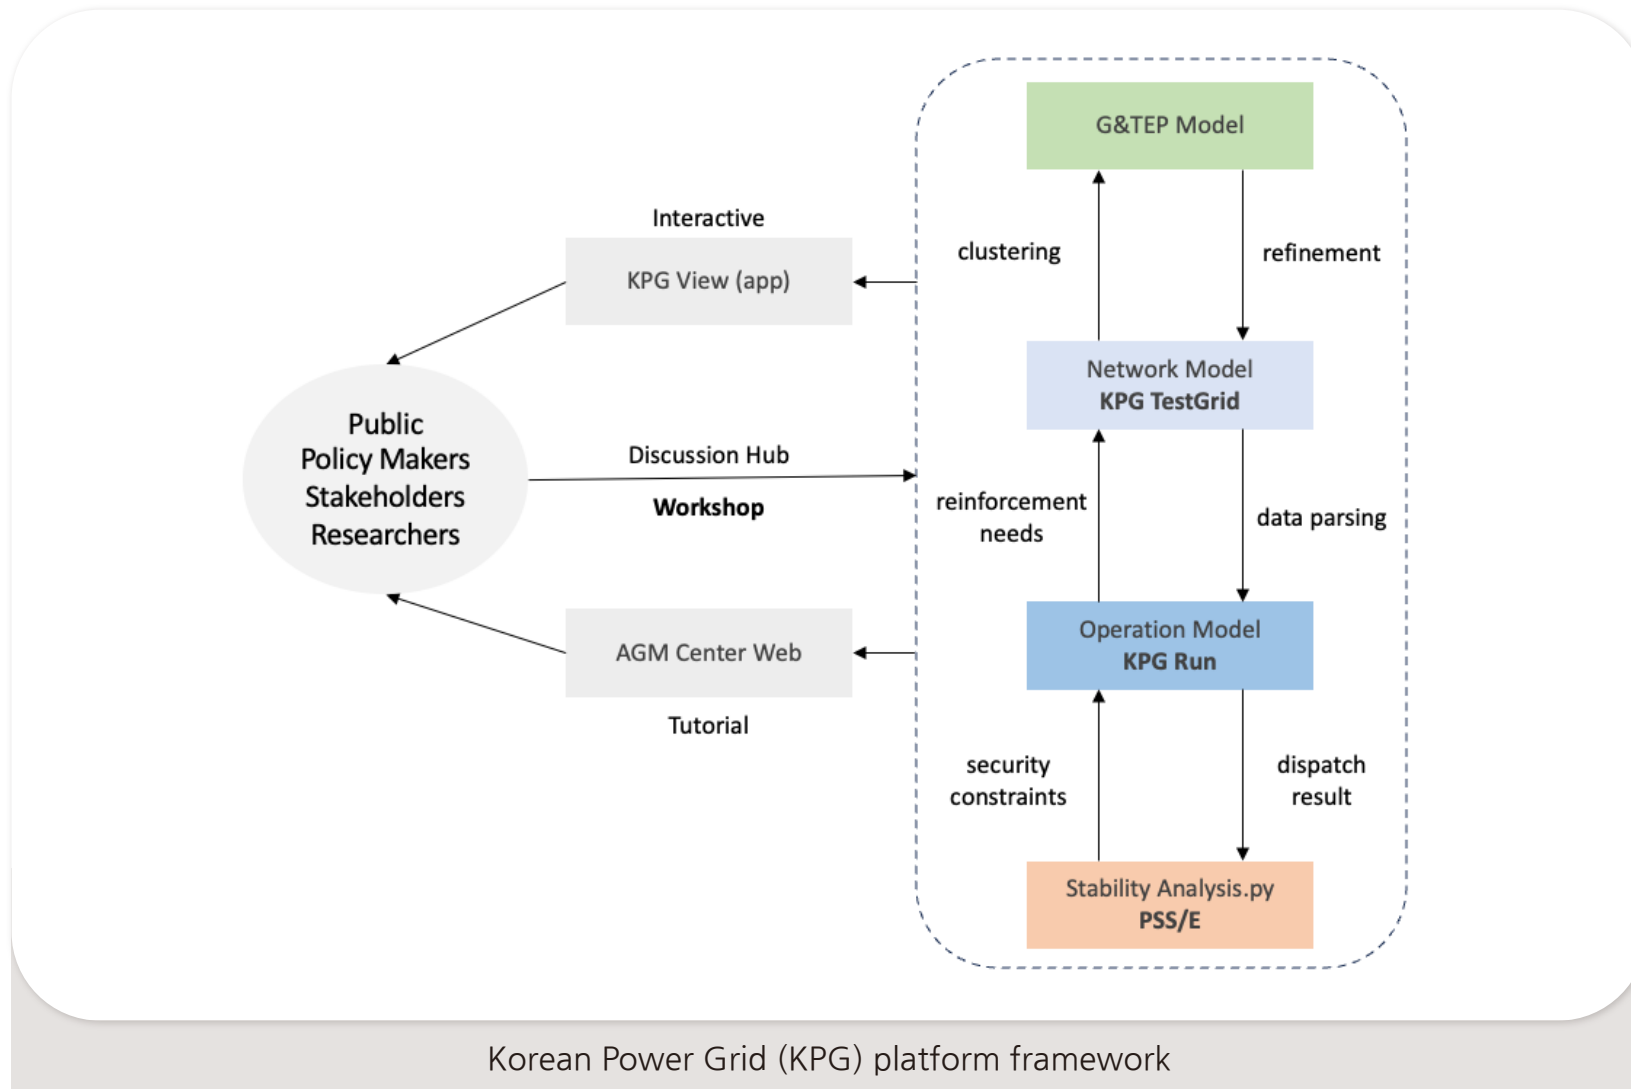 G&TEP Model
Interactive
KPG View (app)
clustering
refinement
Network Model
KPG TestGrid
Public
Policy Makers
Stakeholders
Researchers
Discussion Hub
Workshop
reinforcement
needs
data parsing
Operation Model
KPG Run
AGM Center Web
Tutorial
security
constraints
dispatch
result
Stability Analysis.py
PSS/E
Korean Power Grid (KPG) platform framework